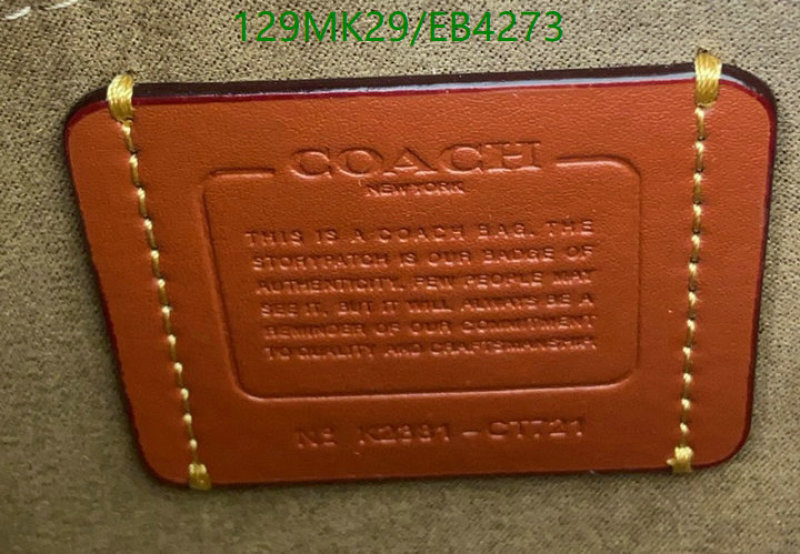 129MK29/EB4273
COACH
NEW YORK
THIS IS A COACH BAG. THE
STORYPATCH IS OUR BADGE OF
AUTHENTICITY. FEW PEOPLE MAY
SEE IT, BUT IT WILL ALWAYS BE A
REMINDER OF OUR COMMITMENT
TO QUALITY AND CRAFTSMANSHIP.
Nº